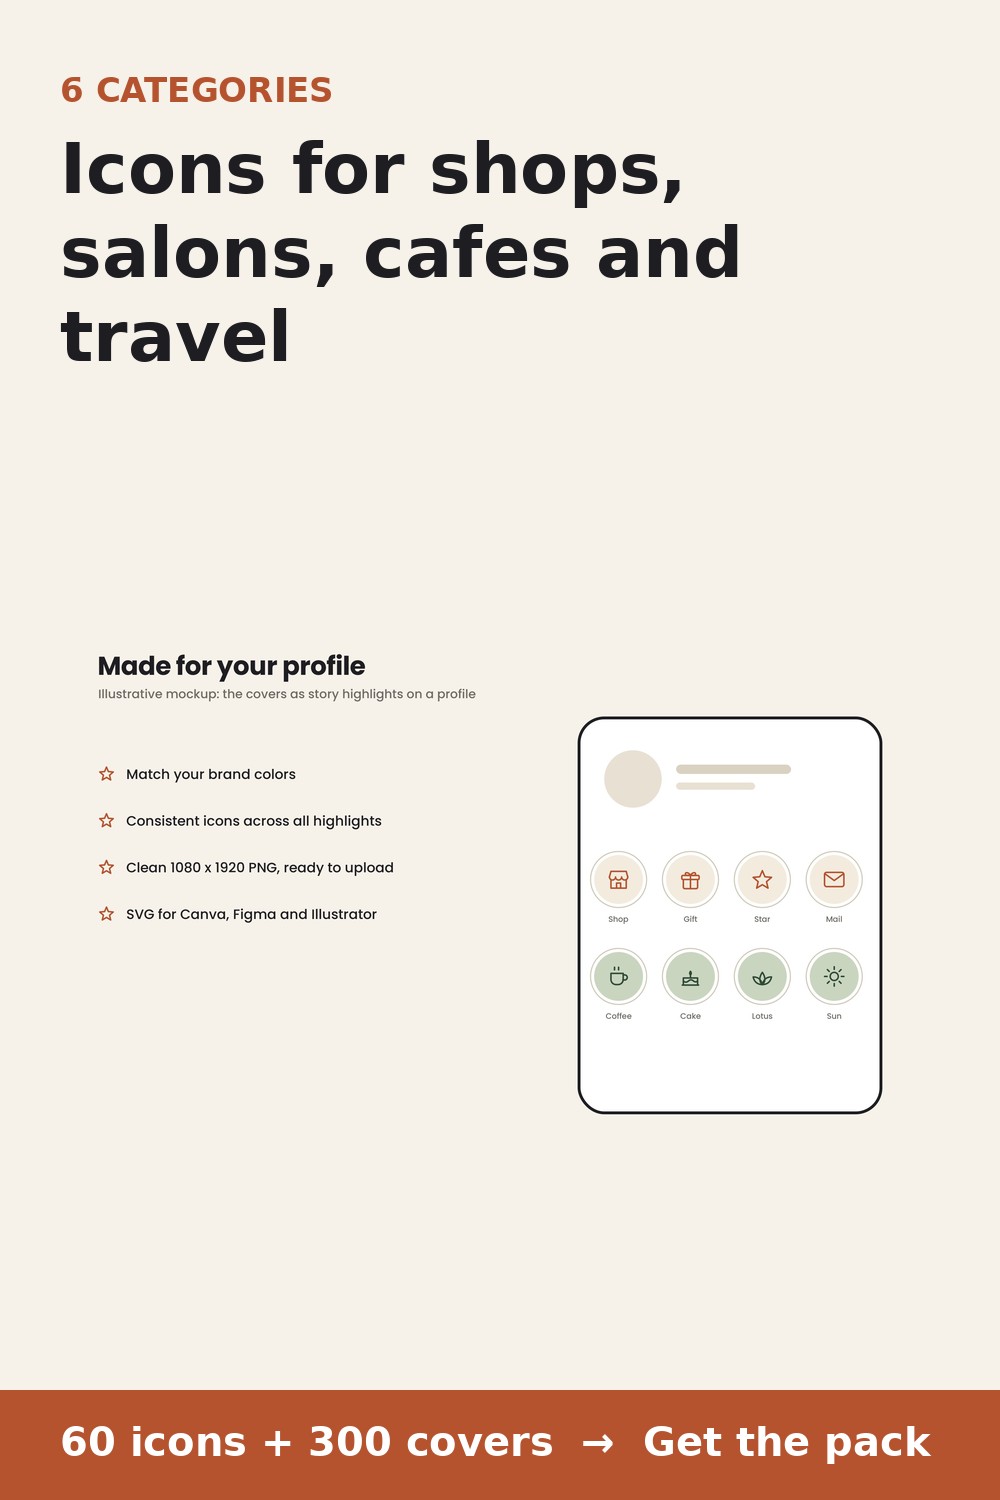 6 CATEGORIES
Icons for shops,
salons, cafes and
travel
Made for your profile
Illustrative mockup: the covers as story highlights on a profile
Match your brand colors
Consistent icons across all highlights
Clean 1080 x 1920 PNG, ready to upload
SVG for Canva, Figma and Illustrator
Shop Gift Star Mail
Coffee Cake Lotus Sun
60 icons + 300 covers → Get the pack